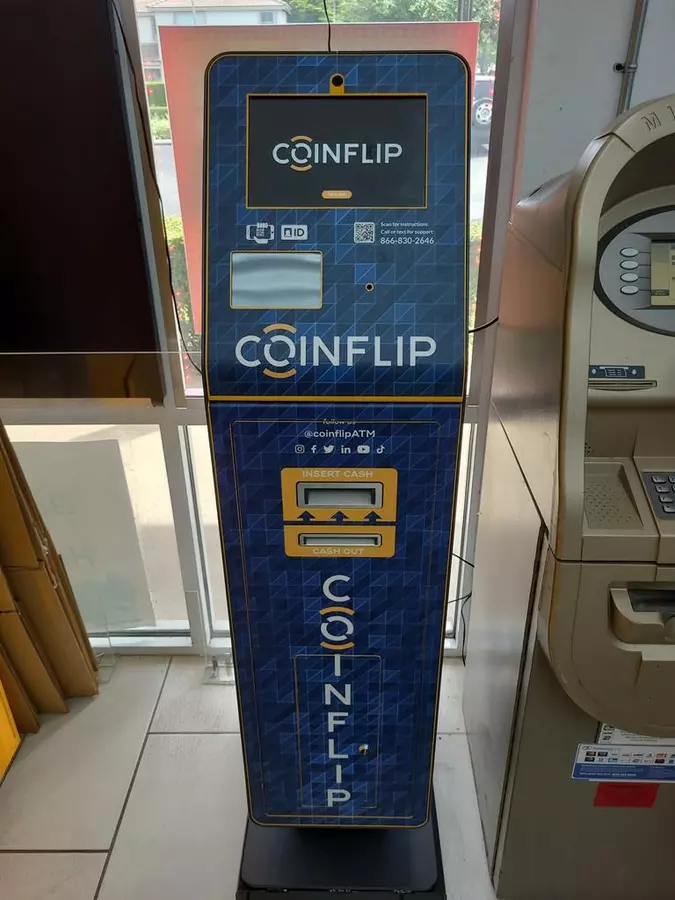 COINFLIP
ID
Scan for instructions
Call or text for support:
866-830-2646
COINFLIP
follow us
@coinflipATM
INSERT CASH
CASH OUT
COINFLIP